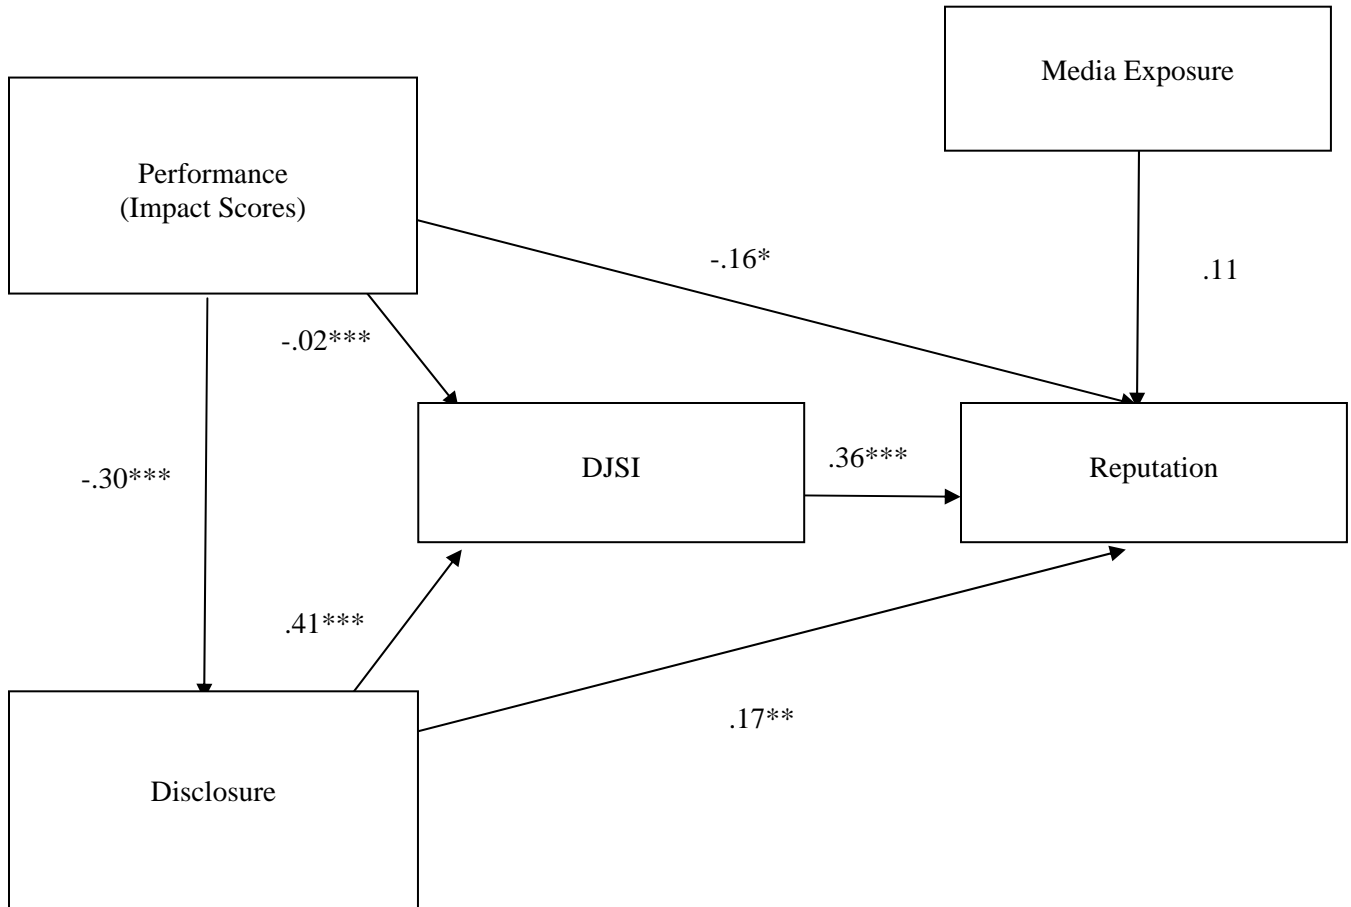 Media Exposure
Performance
(Impact Scores)
-.16*
.11
-.02***
DJSI
.36***
Reputation
-.30***
.41***
.17**
Disclosure